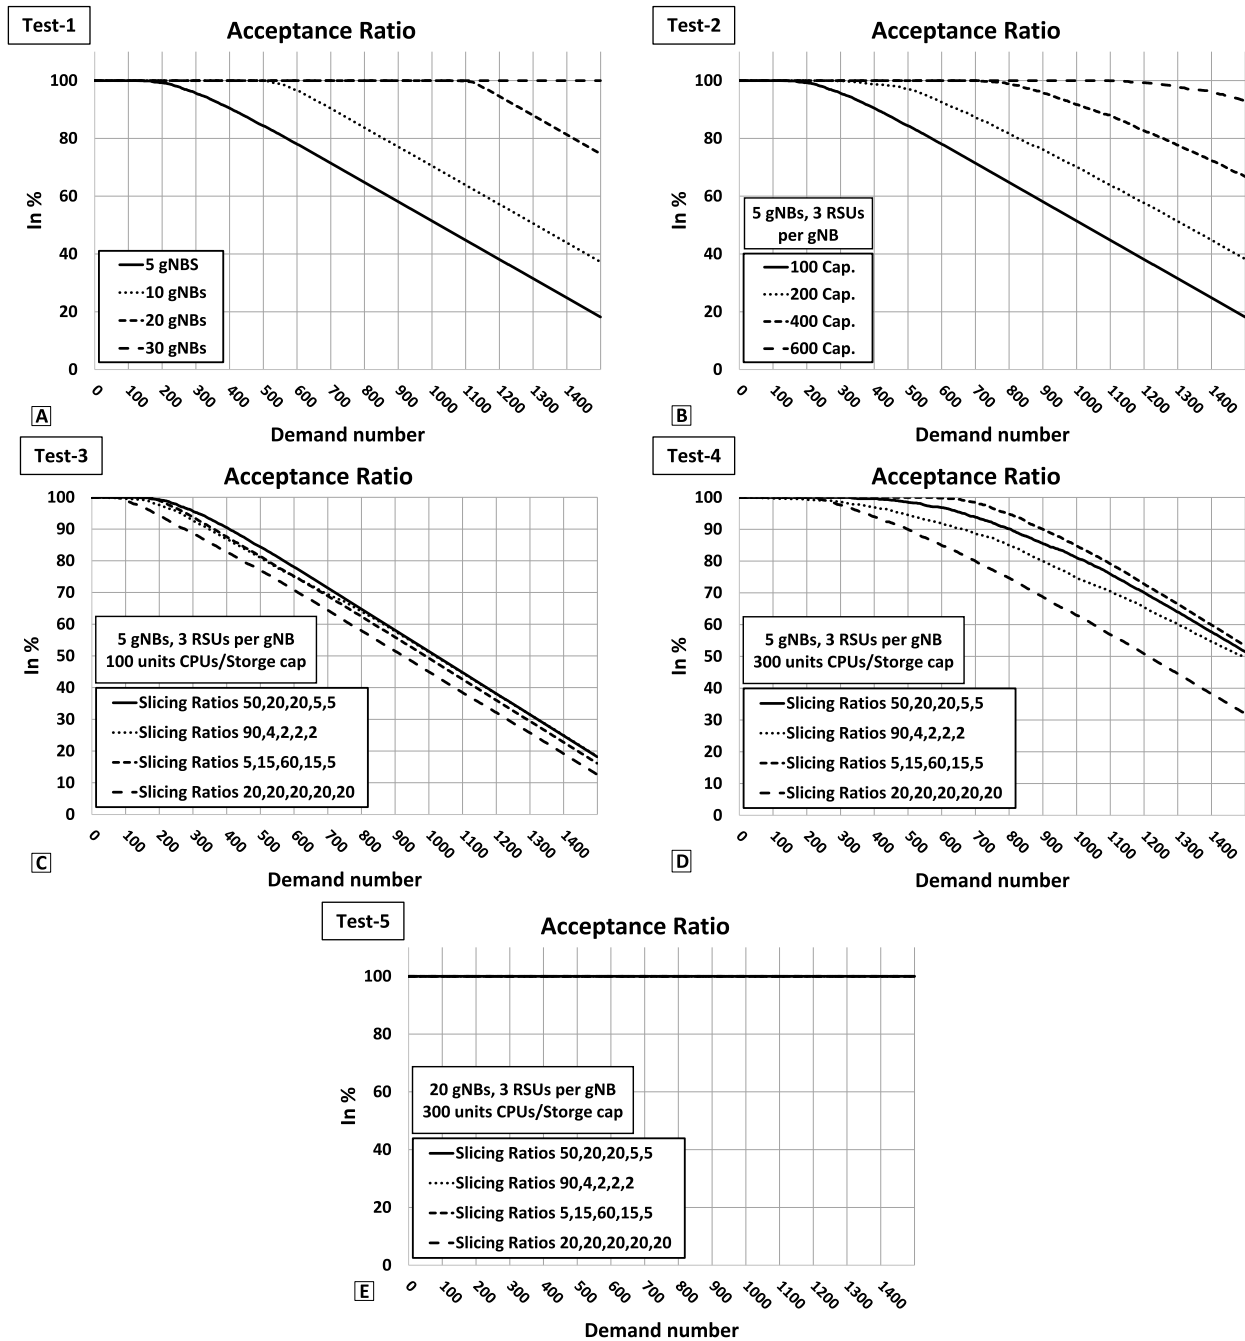 Test-1
Acceptance Ratio
100
80
60
40
20
0
In %
5 gNBS
10 gNBs
20 gNBs
30 gNBs
0 100 200 300 400 500 600 700 800 900 1000 1100 1200 1300 1400
A
Demand number
Test-2
Acceptance Ratio
100
80
60
40
20
0
In %
5 gNBs, 3 RSUs
per gNB
100 Cap.
200 Cap.
400 Cap.
600 Cap.
0 100 200 300 400 500 600 700 800 900 1000 1100 1200 1300 1400
B
Demand number
Test-3
Acceptance Ratio
100
90
80
70
60
50
40
30
20
10
0
In %
5 gNBs, 3 RSUs per gNB
100 units CPUs/Storge cap
Slicing Ratios 50,20,20,5,5
Slicing Ratios 90,4,2,2,2
Slicing Ratios 5,15,60,15,5
Slicing Ratios 20,20,20,20,20
0 100 200 300 400 500 600 700 800 900 1000 1100 1200 1300 1400
C
Demand number
Test-4
Acceptance Ratio
100
90
80
70
60
50
40
30
20
10
0
In %
5 gNBs, 3 RSUs per gNB
300 units CPUs/Storge cap
Slicing Ratios 50,20,20,5,5
Slicing Ratios 90,4,2,2,2
Slicing Ratios 5,15,60,15,5
Slicing Ratios 20,20,20,20,20
0 100 200 300 400 500 600 700 800 900 1000 1100 1200 1300 1400
D
Demand number
Test-5
Acceptance Ratio
100
80
60
40
20
0
In %
20 gNBs, 3 RSUs per gNB
300 units CPUs/Storge cap
Slicing Ratios 50,20,20,5,5
Slicing Ratios 90,4,2,2,2
Slicing Ratios 5,15,60,15,5
Slicing Ratios 20,20,20,20,20
0 100 200 300 400 500 600 700 800 900 1000 1100 1200 1300 1400
E
Demand number